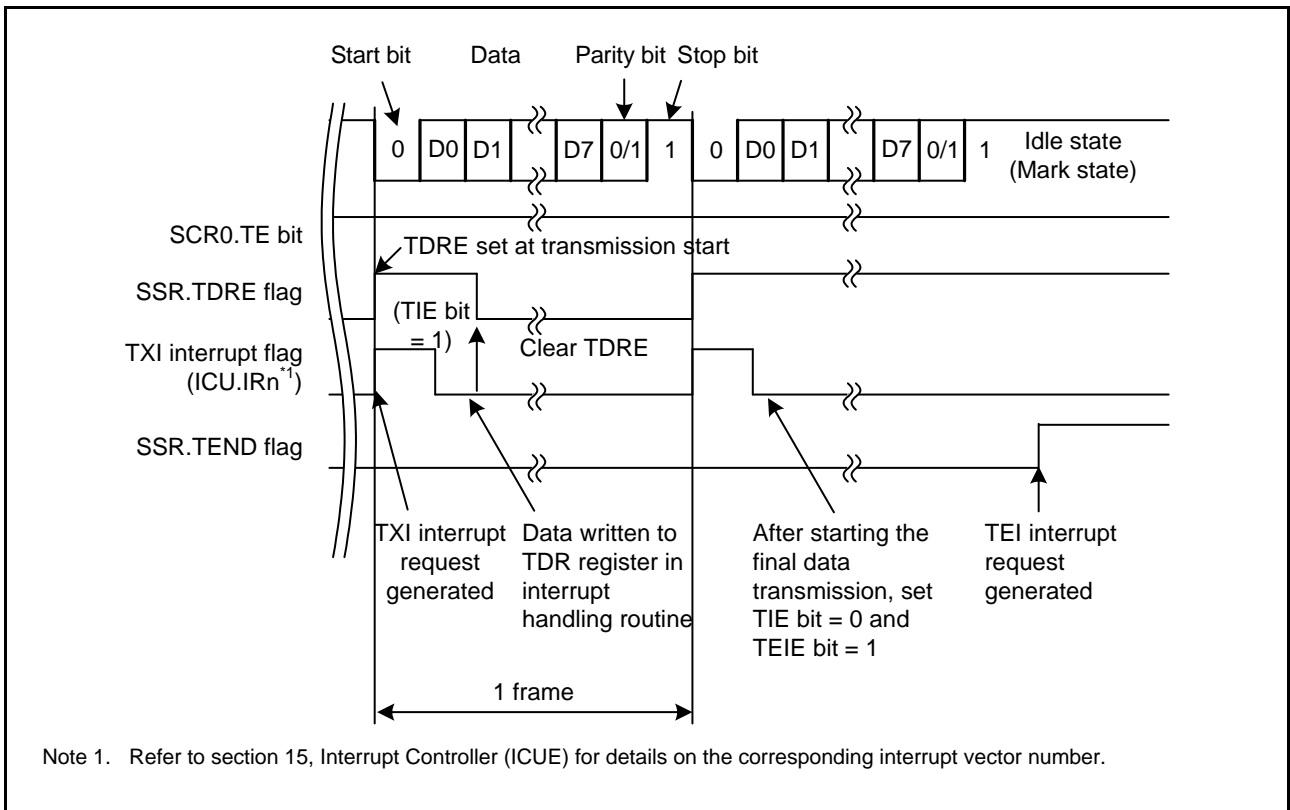 Start bit Data Parity bit Stop bit
0 D0 D1 D7 0/1 1 0 D0 D1 D7 0/1 1 Idle state
(Mark state)
SCR0.TE bit
TDRE set at transmission start
SSR.TDRE flag
(TIE bit
= 1)
Clear TDRE
TXI interrupt flag
(ICU.IRn*1)
SSR.TEND flag
TXI interrupt
request
generated
Data written to
TDR register in
interrupt
handling routine
After starting the
final data
transmission, set
TIE bit = 0 and
TEIE bit = 1
TEI interrupt
request
generated
1 frame
Note 1. Refer to section 15, Interrupt Controller (ICUE) for details on the corresponding interrupt vector number.